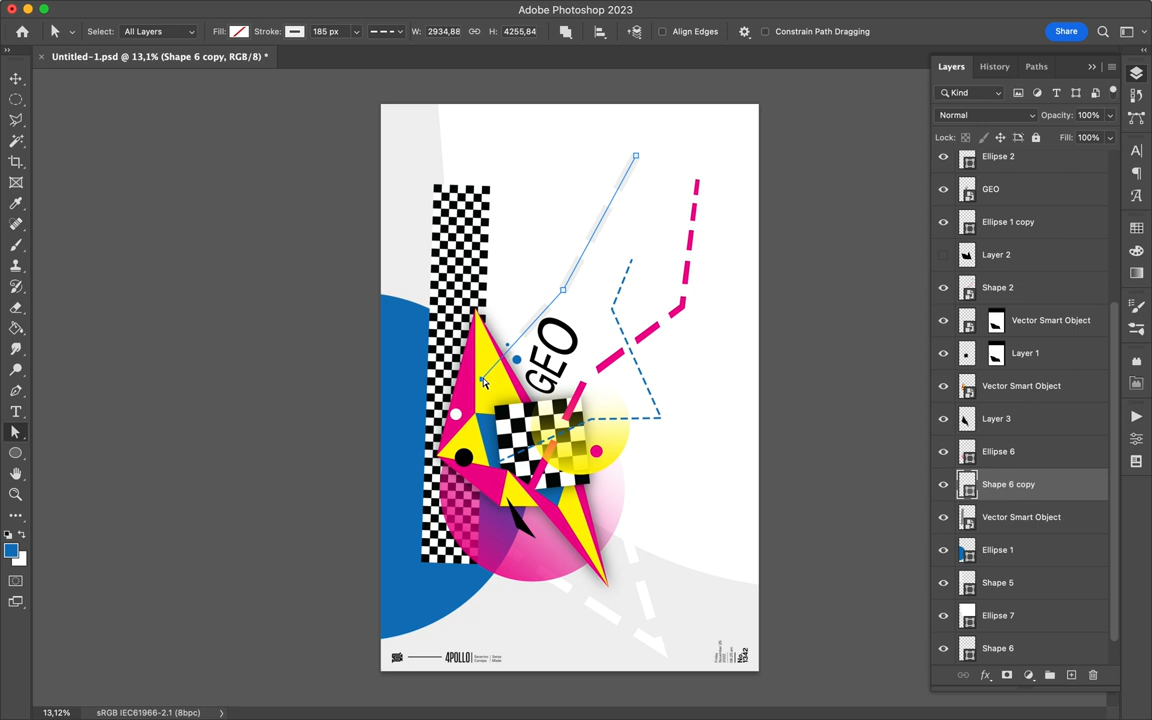 Adobe Photoshop 2023
Select: All Layers Fill: Stroke: 185 px W: 2934,88 H: 4255,84 Align Edges Constrain Path Dragging Share
Untitled-1.psd @ 13,1% (Shape 6 copy, RGB/8) *
Layers History Paths
Kind
Normal Opacity: 100%
Lock: Fill: 100%
Ellipse 2
GEO
Ellipse 1 copy
Layer 2
Shape 2
Vector Smart Object
Layer 1
Vector Smart Object
Layer 3
Ellipse 6
Shape 6 copy
Vector Smart Object
Ellipse 1
Shape 5
Ellipse 7
Shape 6
GEO
4POLLO
No. 1342
13,12% sRGB IEC61966-2.1 (8bpc)